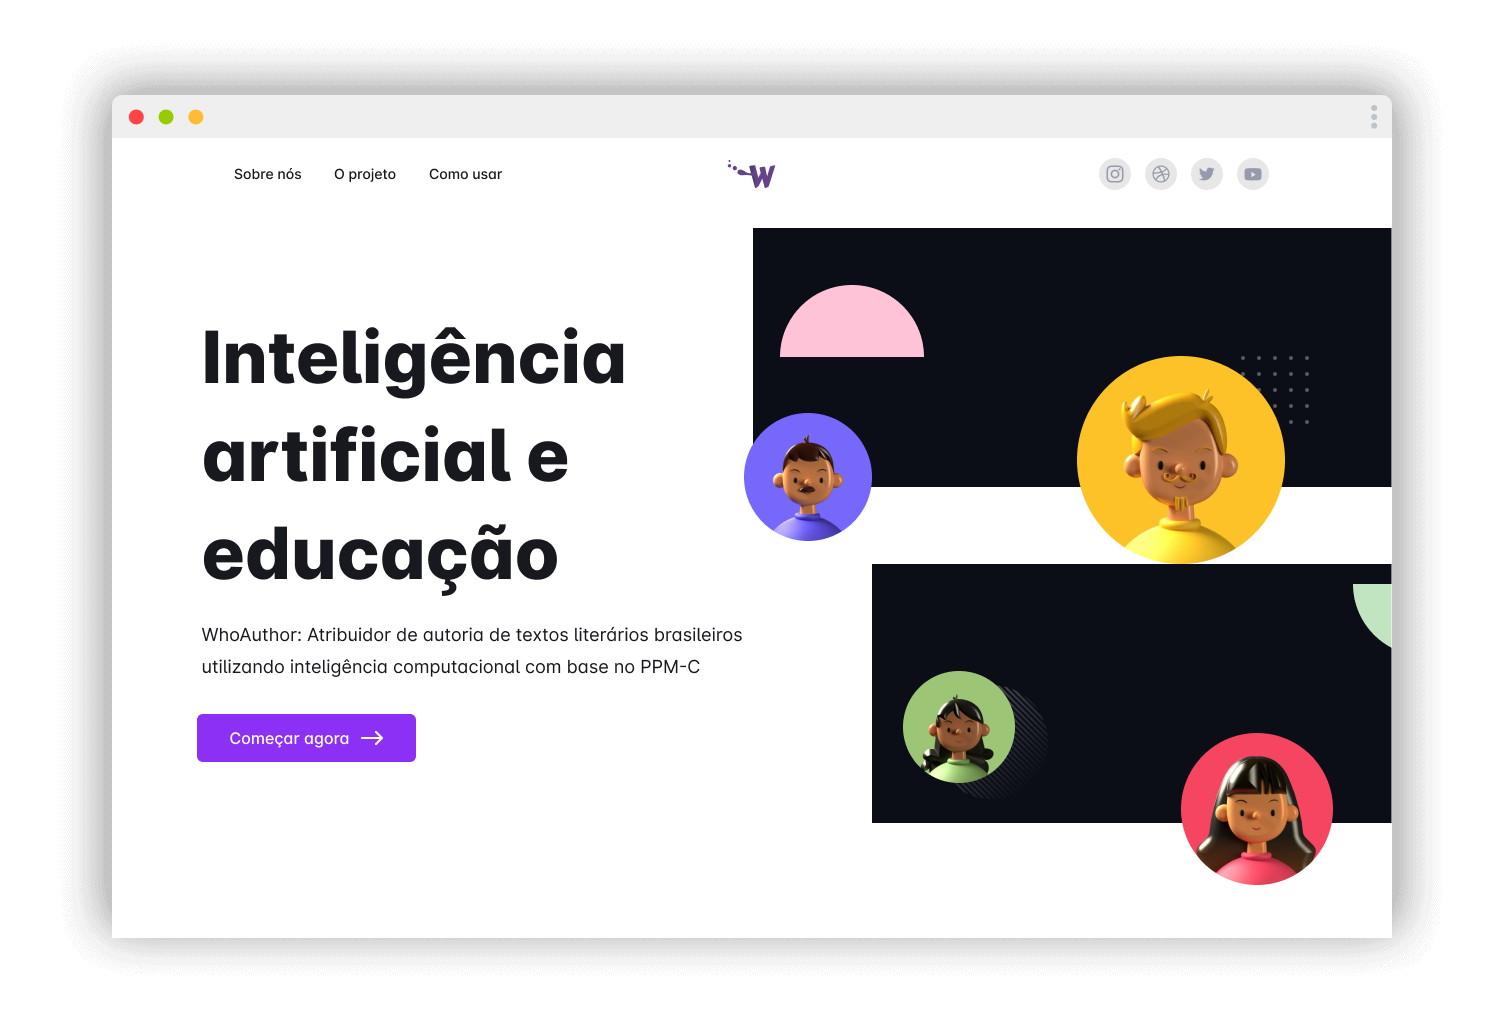 Sobre nós O projeto Como usar
W
Inteligência
artificial e
educação
WhoAuthor: Atribuidor de autoria de textos literários brasileiros
utilizando inteligência computacional com base no PPM-C
Começar agora